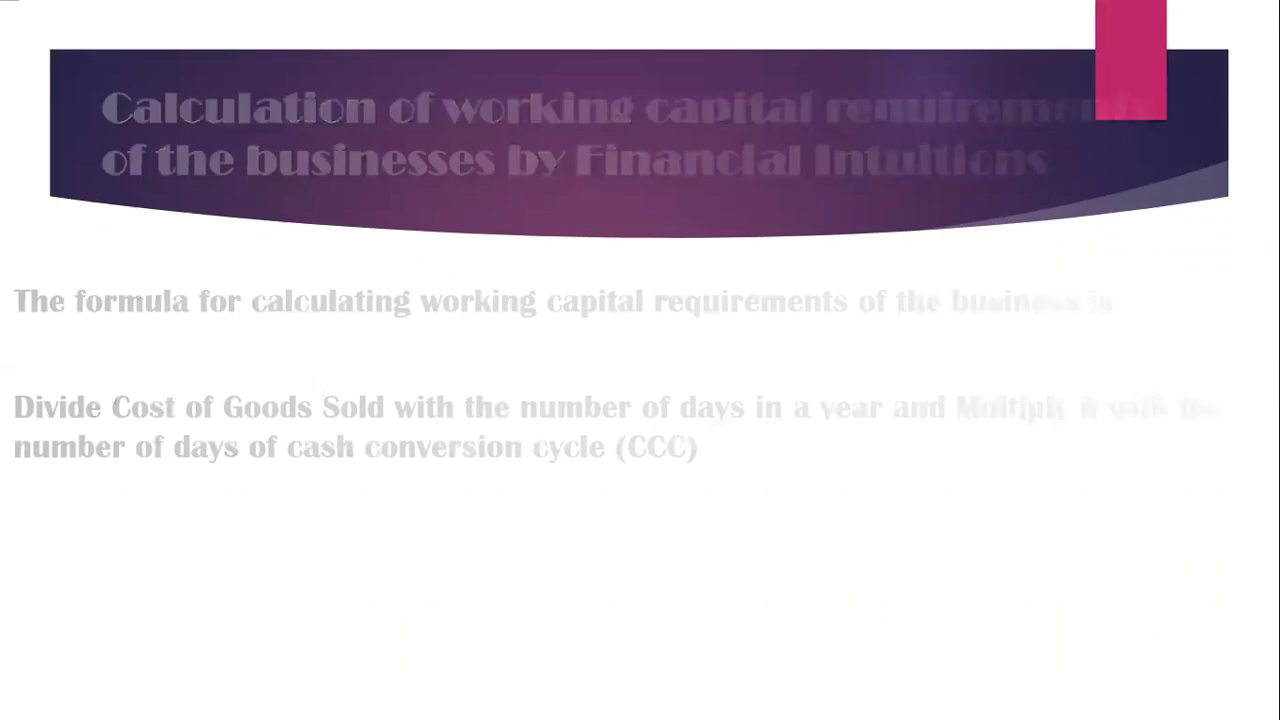 Calculation of working capital requirements
of the businesses by Financial Intuitions
The formula for calculating working capital requirements of the business is
Divide Cost of Goods Sold with the number of days in a year and Multiply it with the
number of days of cash conversion cycle (CCC)